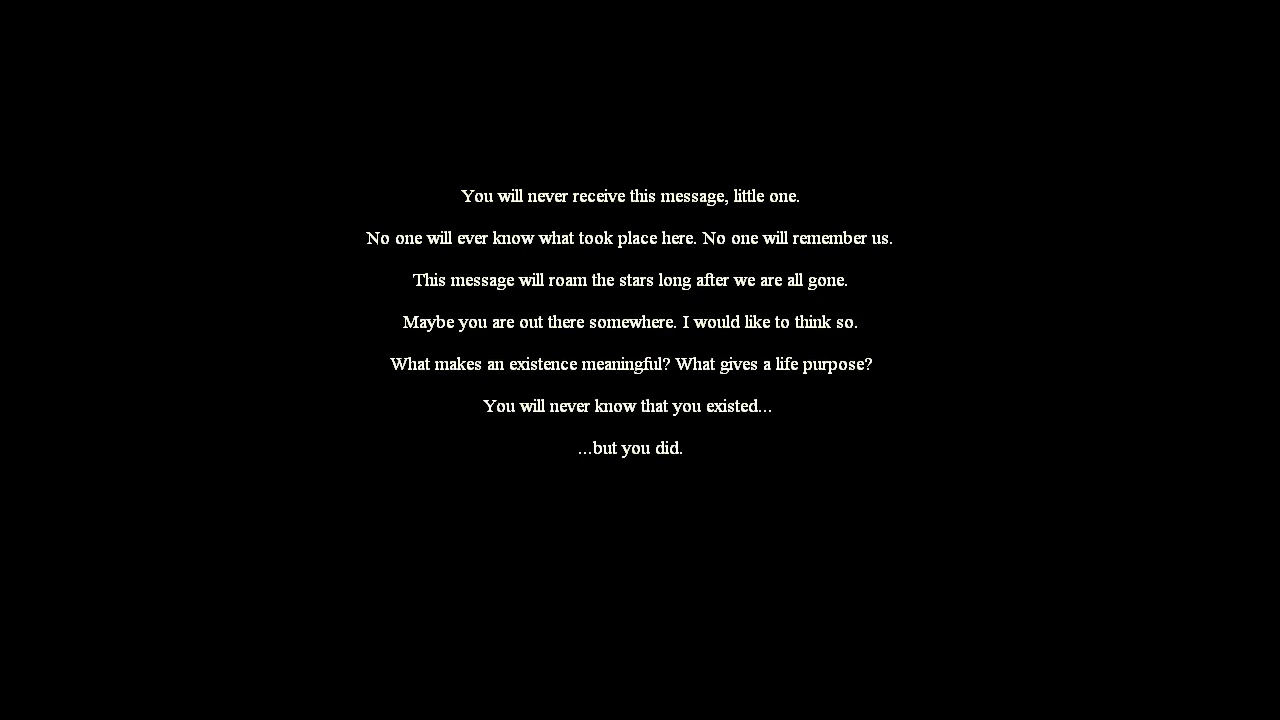 You will never receive this message, little one.
No one will ever know what took place here. No one will remember us.
This message will roam the stars long after we are all gone.
Maybe you are out there somewhere. I would like to think so.
What makes an existence meaningful? What gives a life purpose?
You will never know that you existed...
...but you did.